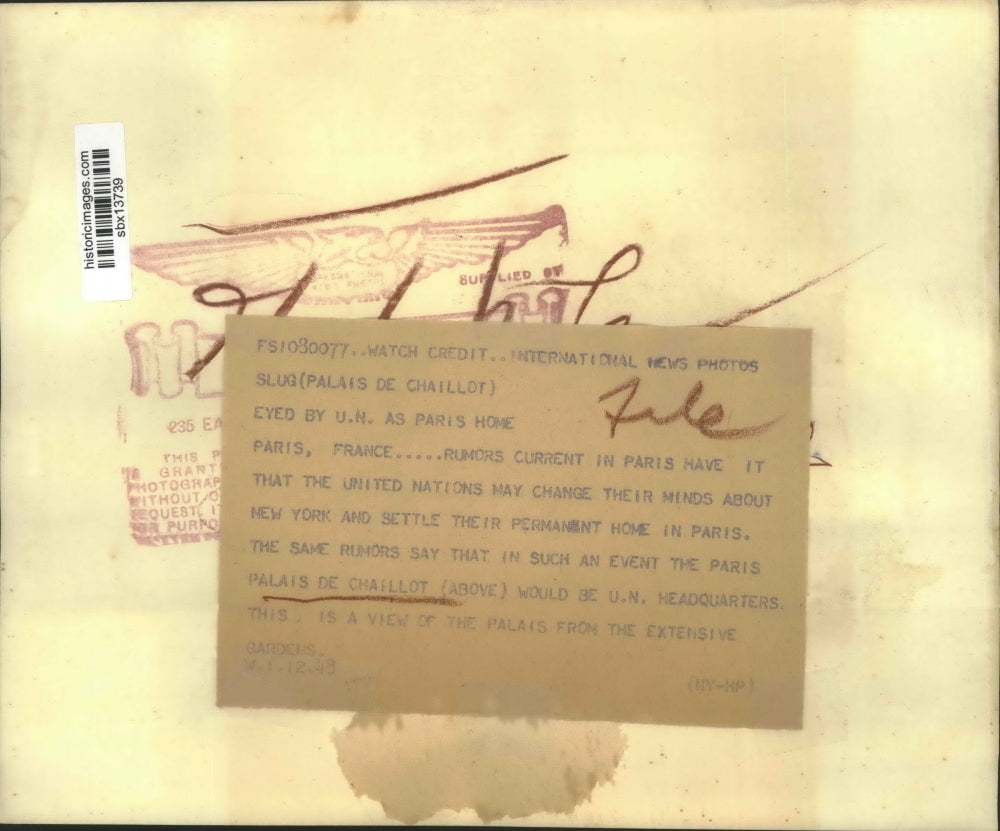 historicimages.com
sbx13739
SUPPLIED BY
235 EA
THIS P
GRANT
PHOTOGRAP
WITHOUT
REQUEST, I
PURPO
FS1080077..WATCH CREDIT..INTERNATIONAL NEWS PHOTOS
SLUG(PALAIS DE CHAILLOT)
EYED BY U.N. AS PARIS HOME
File
PARIS, FRANCE.....RUMORS CURRENT IN PARIS HAVE IT
THAT THE UNITED NATIONS MAY CHANGE THEIR MINDS ABOUT
NEW YORK AND SETTLE THEIR PERMANENT HOME IN PARIS.
THE SAME RUMORS SAY THAT IN SUCH AN EVENT THE PARIS
PALAIS DE CHAILLOT (ABOVE) WOULD BE U.N. HEADQUARTERS.
THIS, IS A VIEW OF THE PALAIS FROM THE EXTENSIVE
GARDENS.
W.1.12.48
(NY-HP)